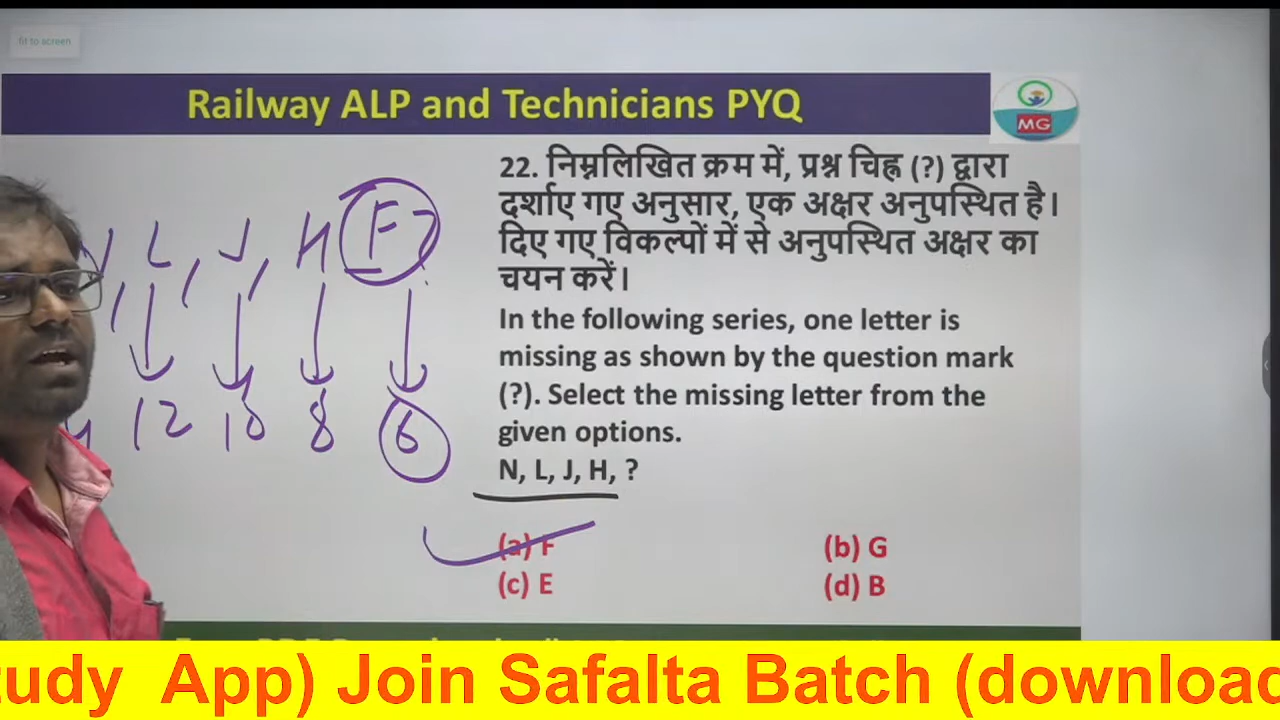 fit to screen
Railway ALP and Technicians PYQ
MG
22. निम्नलिखित क्रम में, प्रश्न चिह्न (?) द्वारा
दर्शाए गए अनुसार, एक अक्षर अनुपस्थित है।
दिए गए विकल्पों में से अनुपस्थित अक्षर का
चयन करें।
In the following series, one letter is
missing as shown by the question mark
(?). Select the missing letter from the
given options.
N, L, J, H, ?
(a) F
(b) G
(c) E
(d) B
L, J, H F?
12 10 8 6
App) Join Safalta Batch (download